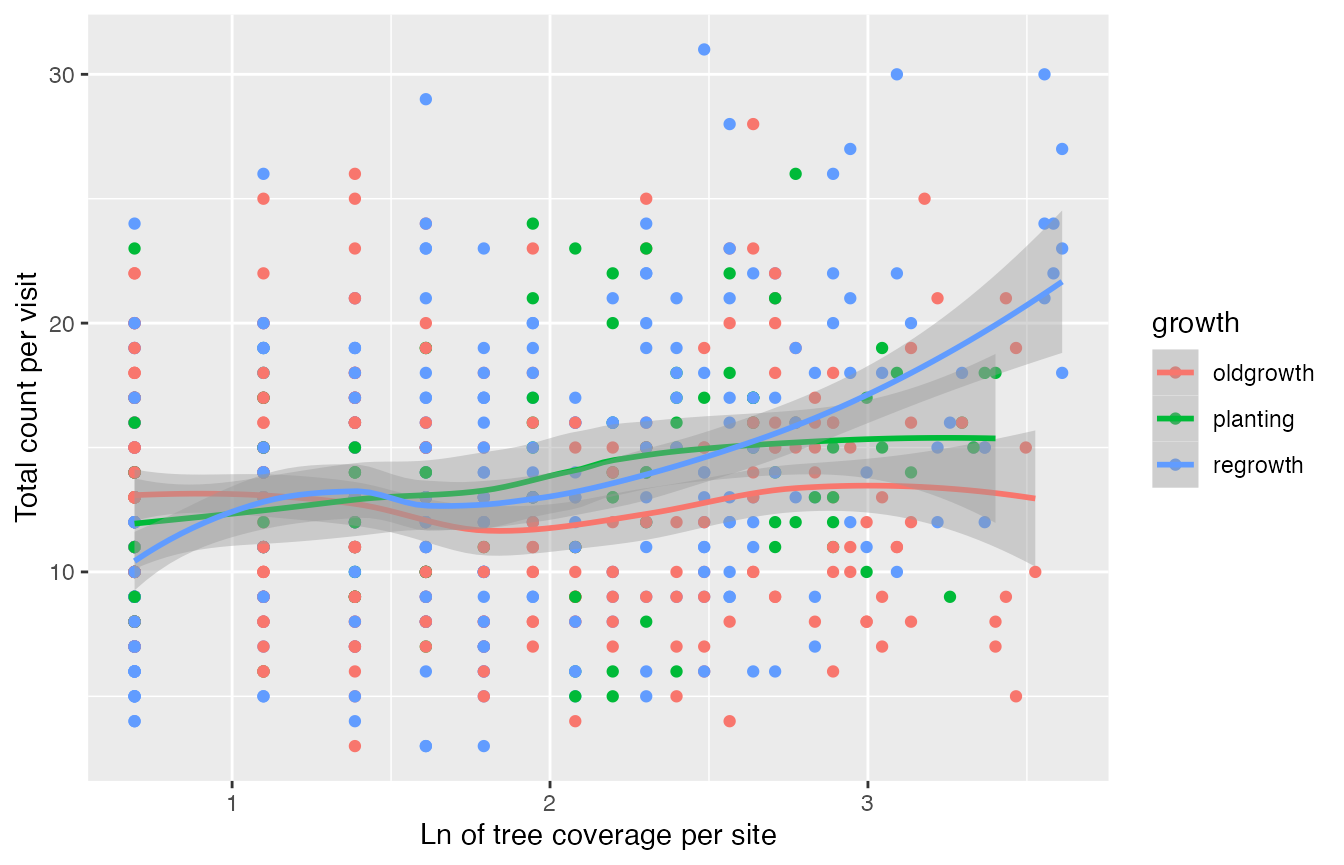 30
20
10
Total count per visit
1 2 3
Ln of tree coverage per site
growth
oldgrowth
planting
regrowth